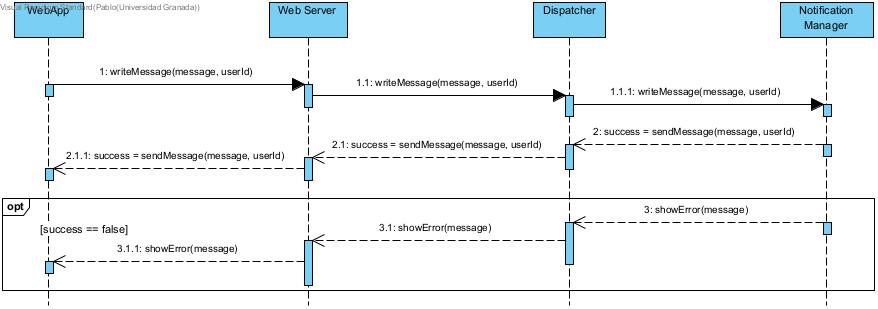 Visual Paradigm Standard(Pablo(Universidad Granada))
WebApp
Web Server
Dispatcher
Notification
Manager
1: writeMessage(message, userId)
1.1: writeMessage(message, userId)
1.1.1: writeMessage(message, userId)
2: success = sendMessage(message, userId)
2.1: success = sendMessage(message, userId)
2.1.1: success = sendMessage(message, userId)
opt
[success == false]
3: showError(message)
3.1: showError(message)
3.1.1: showError(message)